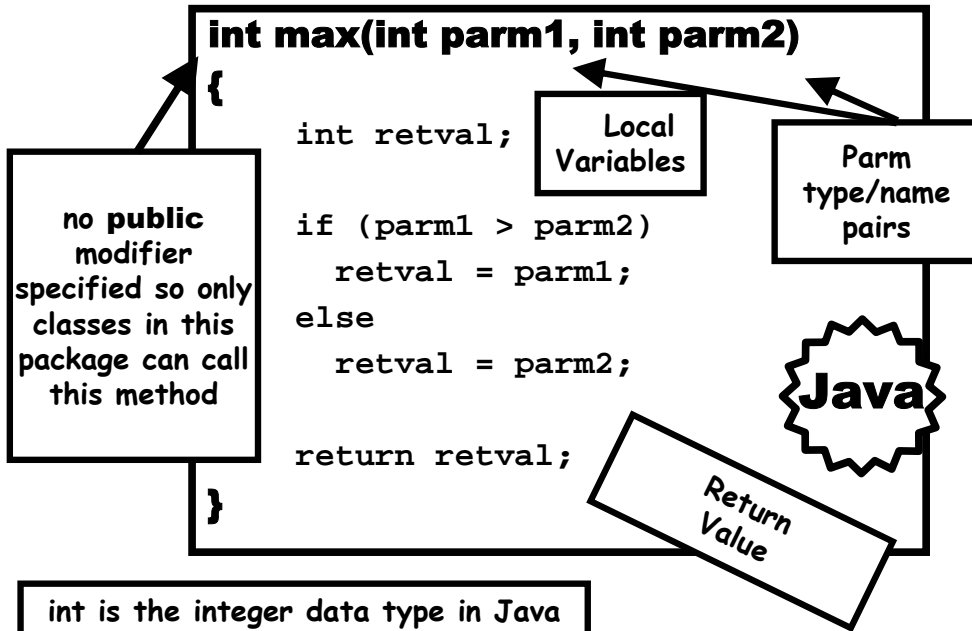 int max(int parm1, int parm2)
{
int retval;
Local
Variables
Parm
type/name
pairs
no public
modifier
specified so only
classes in this
package can call
this method
if (parm1 > parm2)
retval = parm1;
else
retval = parm2;
Java
return retval;
Return
Value
}
int is the integer data type in Java